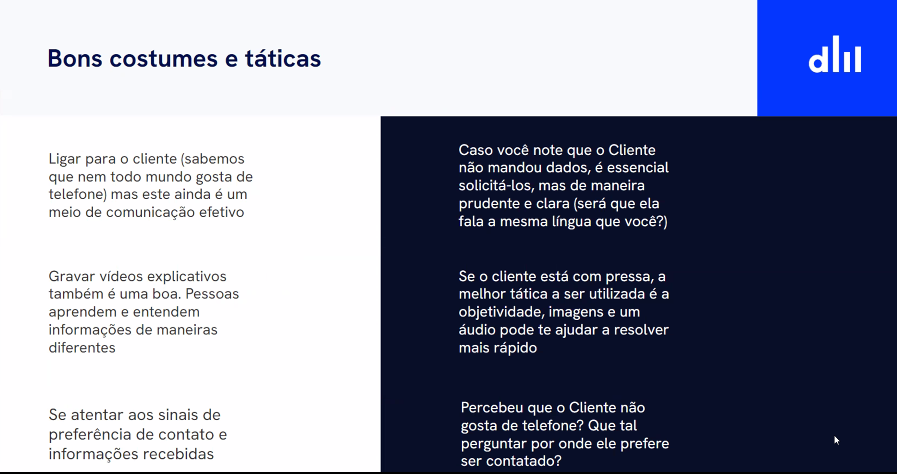 Bons costumes e táticas
dlil
Ligar para o cliente (sabemos
que nem todo mundo gosta de
telefone) mas este ainda é um
meio de comunicação efetivo
Gravar vídeos explicativos
também é uma boa. Pessoas
aprendem e entendem
informações de maneiras
diferentes
Se atentar aos sinais de
preferência de contato e
informações recebidas
Caso você note que o Cliente
não mandou dados, é essencial
solicitá-los, mas de maneira
prudente e clara (será que ela
fala a mesma língua que você?)
Se o cliente está com pressa, a
melhor tática a ser utilizada é a
objetividade, imagens e um
áudio pode te ajudar a resolver
mais rápido
Percebeu que o Cliente não
gosta de telefone? Que tal
perguntar por onde ele prefere
ser contatado?